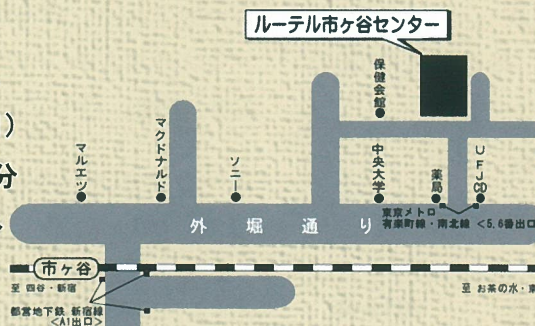 ルーテル市ヶ谷センター
保健会館
）
分
マルエツ
マクドナルド
ソニー
中央大学
薬局
UFJCD
東京メトロ
有楽町線・南北線 <5,6番出口
外堀通り
市ヶ谷
至 四谷・新宿
至 お茶の水・東
都営地下鉄 新宿線
<A1出口>